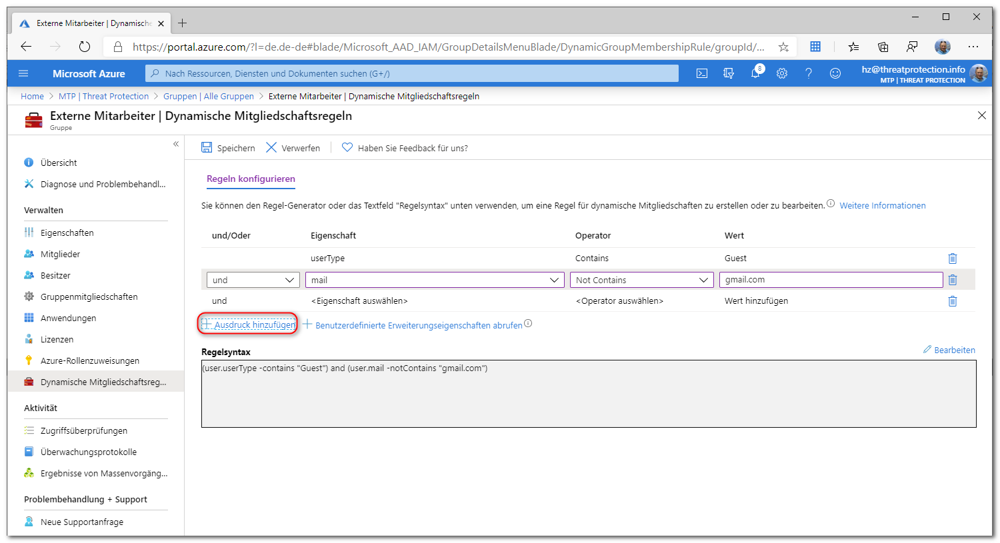 Externe Mitarbeiter | Dynamische
https://portal.azure.com/?l=de.de-de#blade/Microsoft_AAD_IAM/GroupDetailsMenuBlade/DynamicGroupMembershipRule/groupId/...
Microsoft Azure
Nach Ressourcen, Diensten und Dokumenten suchen (G+/)
8
hz@threatprotection.info
MTP | THREAT PROTECTION
Home > MTP | Threat Protection > Gruppen | Alle Gruppen > Externe Mitarbeiter | Dynamische Mitgliedschaftsregeln
Externe Mitarbeiter | Dynamische Mitgliedschaftsregeln
Gruppe
«
Übersicht
Diagnose und Problembehandl...
Verwalten
Eigenschaften
Mitglieder
Besitzer
Gruppenmitgliedschaften
Anwendungen
Lizenzen
Azure-Rollenzuweisungen
Dynamische Mitgliedschaftsreg...
Aktivität
Zugriffsüberprüfungen
Überwachungsprotokolle
Ergebnisse von Massenvorgäng...
Problembehandlung + Support
Neue Supportanfrage
Speichern Verwerfen Haben Sie Feedback für uns?
Regeln konfigurieren
Sie können den Regel-Generator oder das Textfeld "Regelsyntax" unten verwenden, um eine Regel für dynamische Mitgliedschaften zu erstellen oder zu bearbeiten. Weitere Informationen
und/Oder Eigenschaft Operator Wert
userType Contains Guest
und mail Not Contains gmail.com
und <Eigenschaft auswählen> <Operator auswählen> Wert hinzufügen
Ausdruck hinzufügen Benutzerdefinierte Erweiterungseigenschaften abrufen
Regelsyntax Bearbeiten
(user.userType -contains "Guest") and (user.mail -notContains "gmail.com")